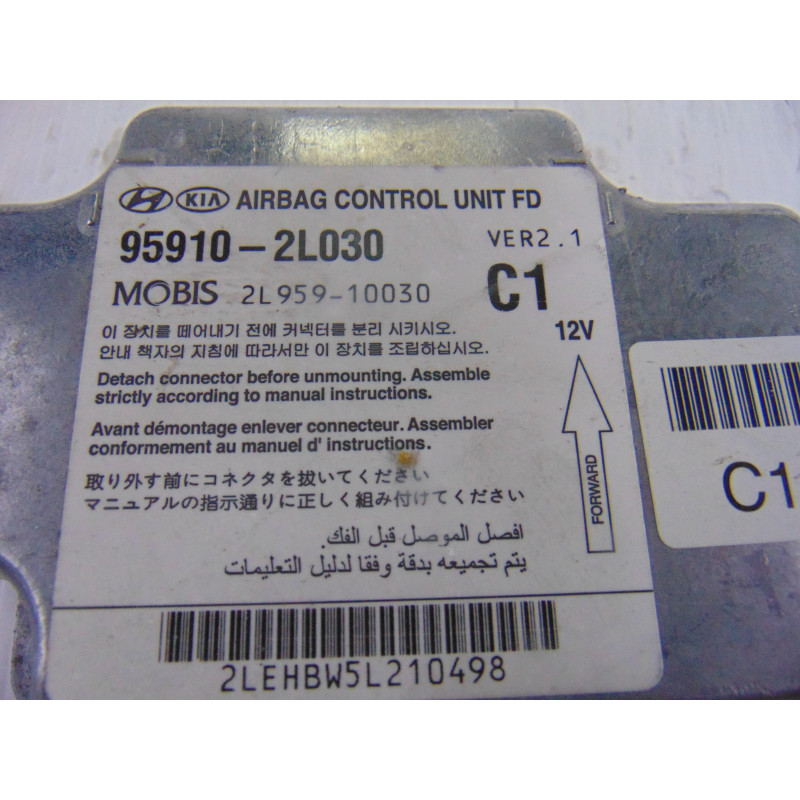 KIA AIRBAG CONTROL UNIT FD
95910-2L030 VER2.1
MOBIS 2L959-10030 C1
12V
이 장치를 떼어내기 전에 커넥터를 분리 시키시오.
안내 책자의 지침에 따라서만 이 장치를 조립하십시오.
Detach connector before unmounting. Assemble
strictly according to manual instructions.
Avant démontage enlever connecteur. Assembler
conformement au manuel d' instructions.
FORWARD
取り外す前にコネクタを抜いてください
マニュアルの指示通りに正しく組み付けてください
افصل الموصل قبل الفك.
يتم تجميعه بدقة وفقا لدليل التعليمات
2LEHBW5L210498
C1